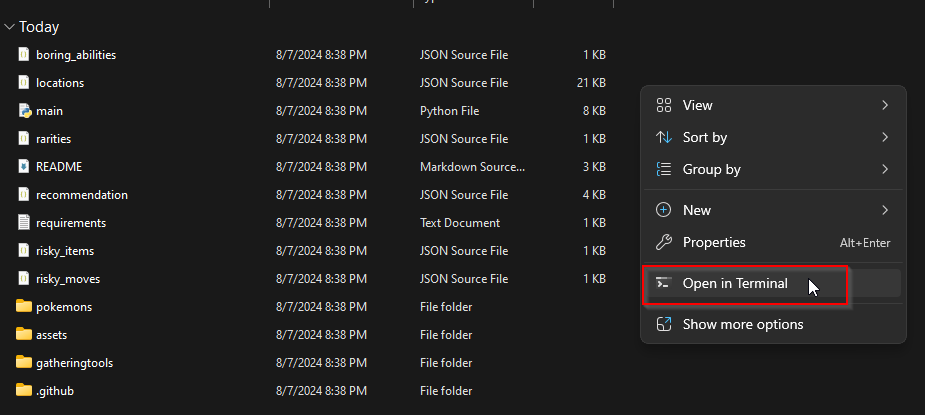 Today
boring_abilities 8/7/2024 8:38 PM JSON Source File 1 KB
locations 8/7/2024 8:38 PM JSON Source File 21 KB
main 8/7/2024 8:38 PM Python File 8 KB
rarities 8/7/2024 8:38 PM JSON Source File 1 KB
README 8/7/2024 8:38 PM Markdown Source... 3 KB
recommendation 8/7/2024 8:38 PM JSON Source File 4 KB
requirements 8/7/2024 8:38 PM Text Document 1 KB
risky_items 8/7/2024 8:38 PM JSON Source File 1 KB
risky_moves 8/7/2024 8:38 PM JSON Source File 1 KB
pokemons 8/7/2024 8:38 PM File folder
assets 8/7/2024 8:38 PM File folder
gatheringtools 8/7/2024 8:38 PM File folder
.github 8/7/2024 8:38 PM File folder
View
Sort by
Group by
New
Properties Alt+Enter
Open in Terminal
Show more options